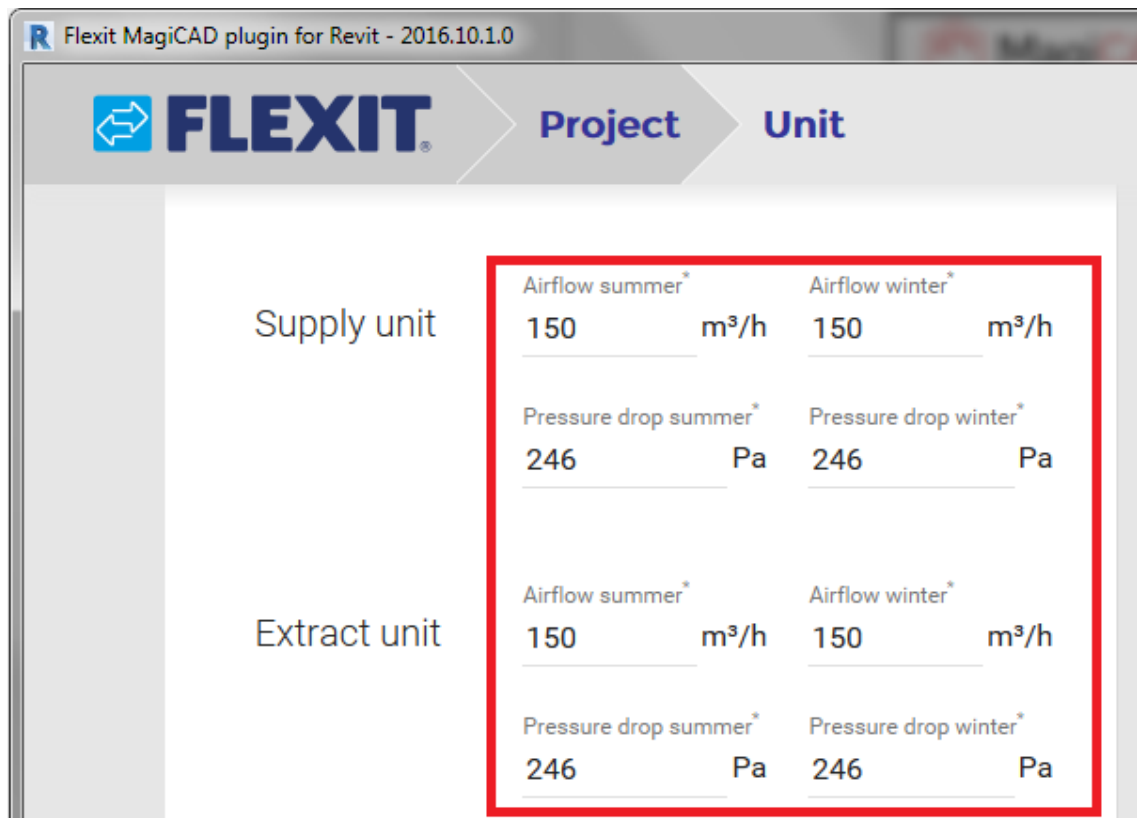 Flexit MagiCAD plugin for Revit - 2016.10.1.0
FLEXIT® Project Unit
Airflow summer* Airflow winter*
Supply unit 150 m³/h 150 m³/h
Pressure drop summer* Pressure drop winter*
246 Pa 246 Pa
Airflow summer* Airflow winter*
Extract unit 150 m³/h 150 m³/h
Pressure drop summer* Pressure drop winter*
246 Pa 246 Pa